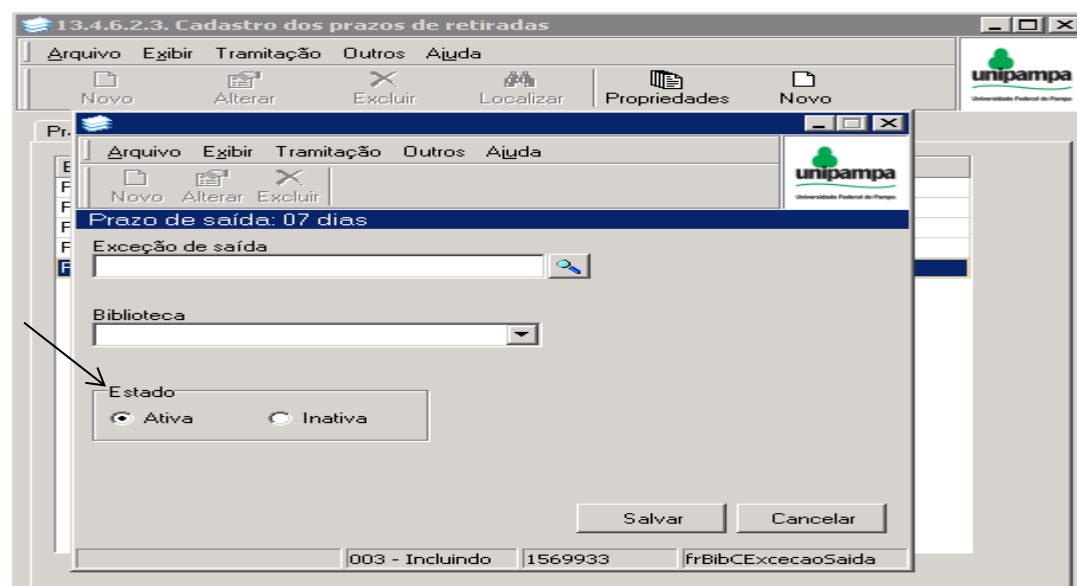 13.4.6.2.3. Cadastro dos prazos de retiradas
Arquivo Exibir Tramitação Outros Ajuda
Novo Alterar Excluir Localizar Propriedades Novo
unipampa
Universidade Federal do Pampa
Pr
Arquivo Exibir Tramitação Outros Ajuda
Novo Alterar Excluir
unipampa
Universidade Federal do Pampa
Prazo de saída: 07 dias
Exceção de saída
Biblioteca
Estado
Ativa Inativa
Salvar Cancelar
003 - Incluindo 1569933 frBibCExcecaoSaida